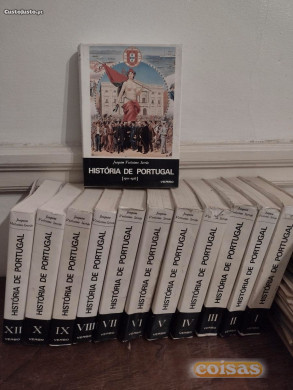 CustoJusto.pt
Joaquim Veríssimo Serrão
HISTÓRIA DE PORTUGAL
VERBO
HISTÓRIA DE PORTUGAL
XII
HISTÓRIA DE PORTUGAL
X
HISTÓRIA DE PORTUGAL
IX
HISTÓRIA DE PORTUGAL
VIII
HISTÓRIA DE PORTUGAL
VII
HISTÓRIA DE PORTUGAL
VI
HISTÓRIA DE PORTUGAL
V
HISTÓRIA DE PORTUGAL
IV
HISTÓRIA DE PORTUGAL
III
HISTÓRIA DE PORTUGAL
II
HISTÓRIA DE PORTUGAL
I
VERBO
coisas